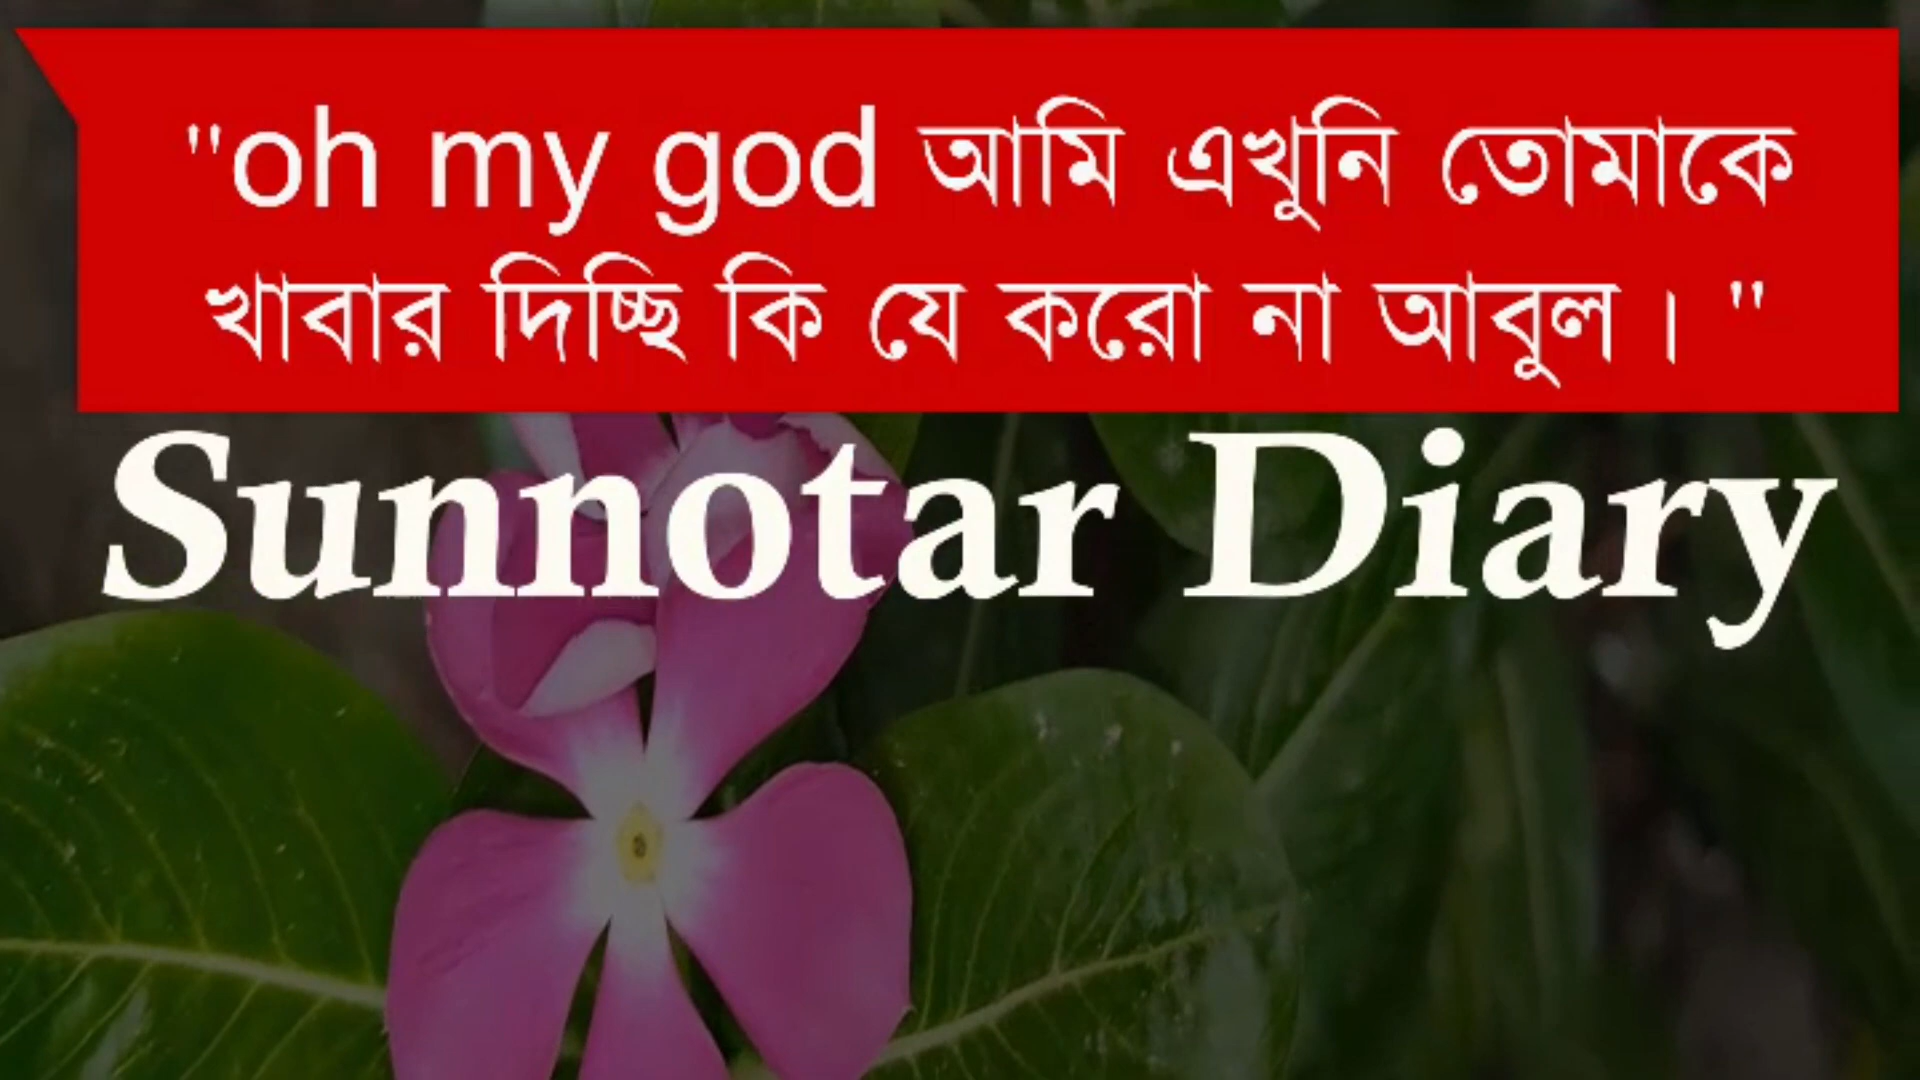 "oh my god আমি এখুনি তোমাকে
খাবার দিচ্ছি কি যে করো না আবুল। "
Sunnotar Diary